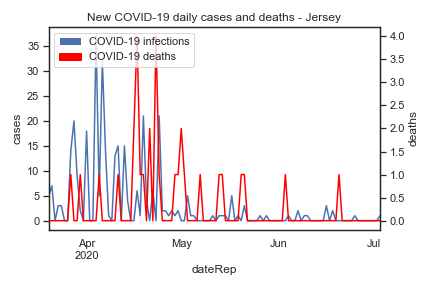 New COVID-19 daily cases and deaths - Jersey
COVID-19 infections
COVID-19 deaths
cases
35
30
25
20
15
10
5
0
deaths
4.0
3.5
3.0
2.5
2.0
1.5
1.0
0.5
0.0
Apr
2020
May
Jun
Jul
dateRep